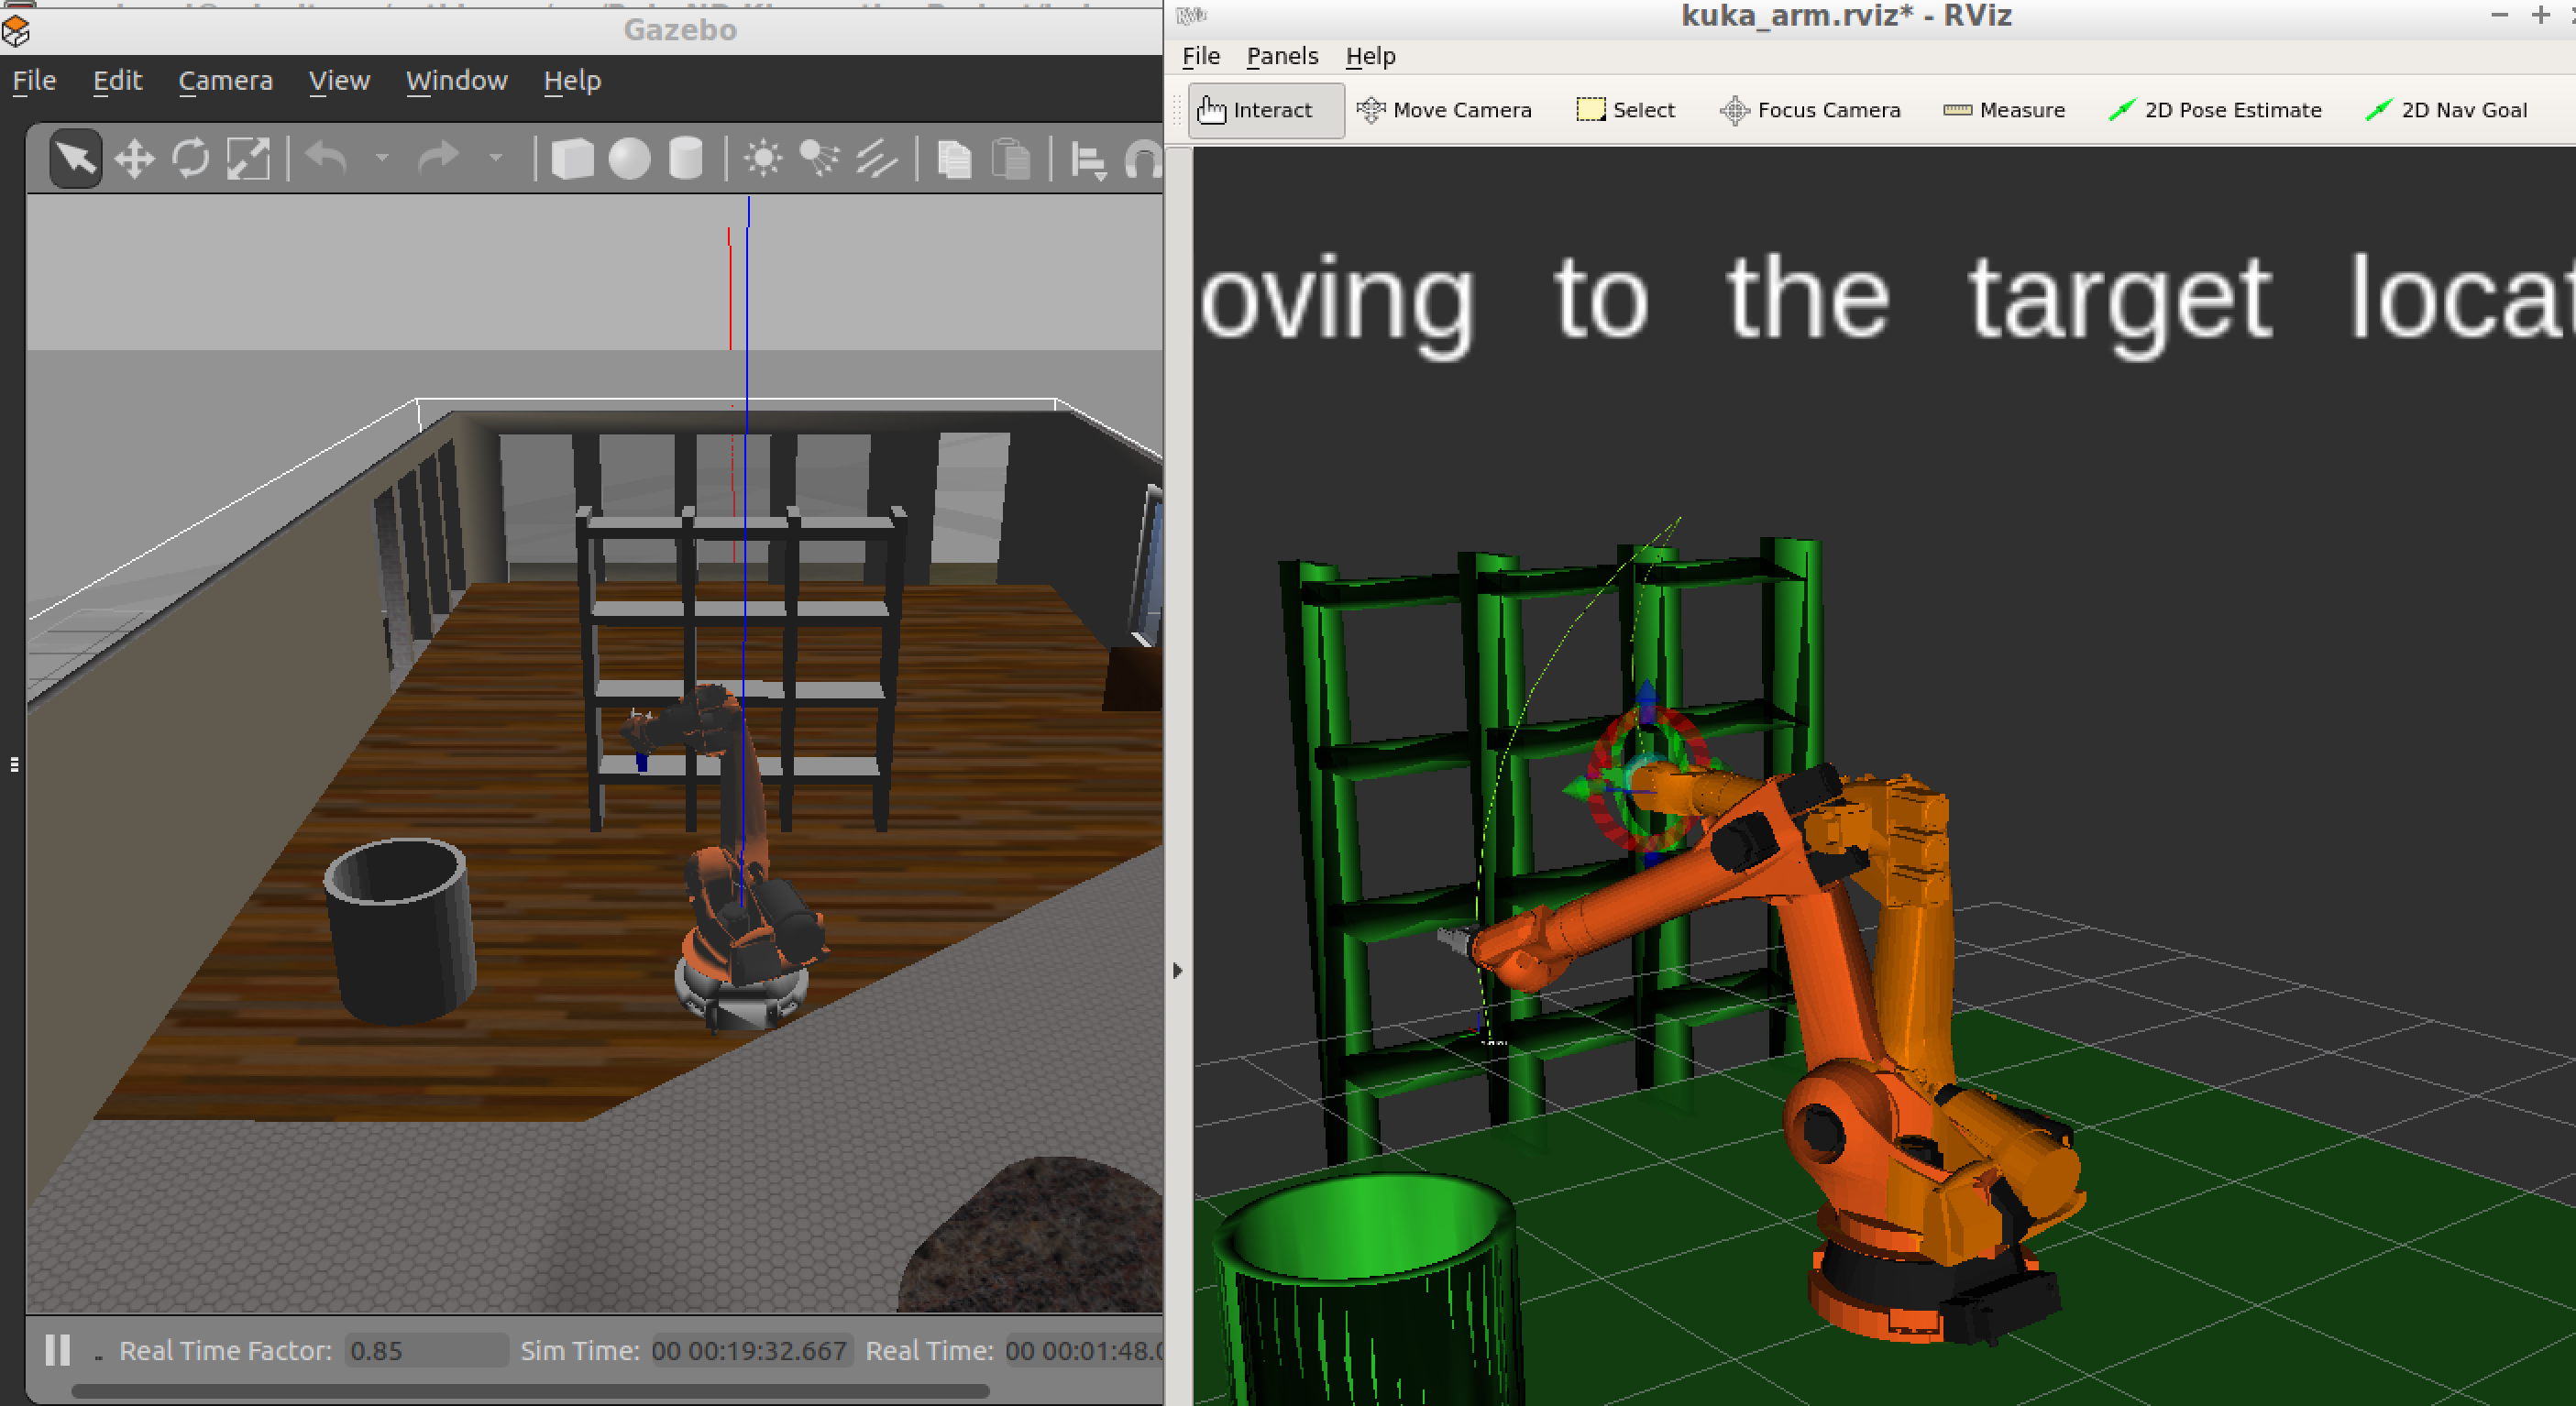 Gazebo
File Edit Camera View Window Help
Real Time Factor: 0.85 Sim Time: 00 00:19:32.667 Real Time: 00 00:01:48.0
kuka_arm.rviz* - RViz
File Panels Help
Interact Move Camera Select Focus Camera Measure 2D Pose Estimate 2D Nav Goal
oving to the target locat